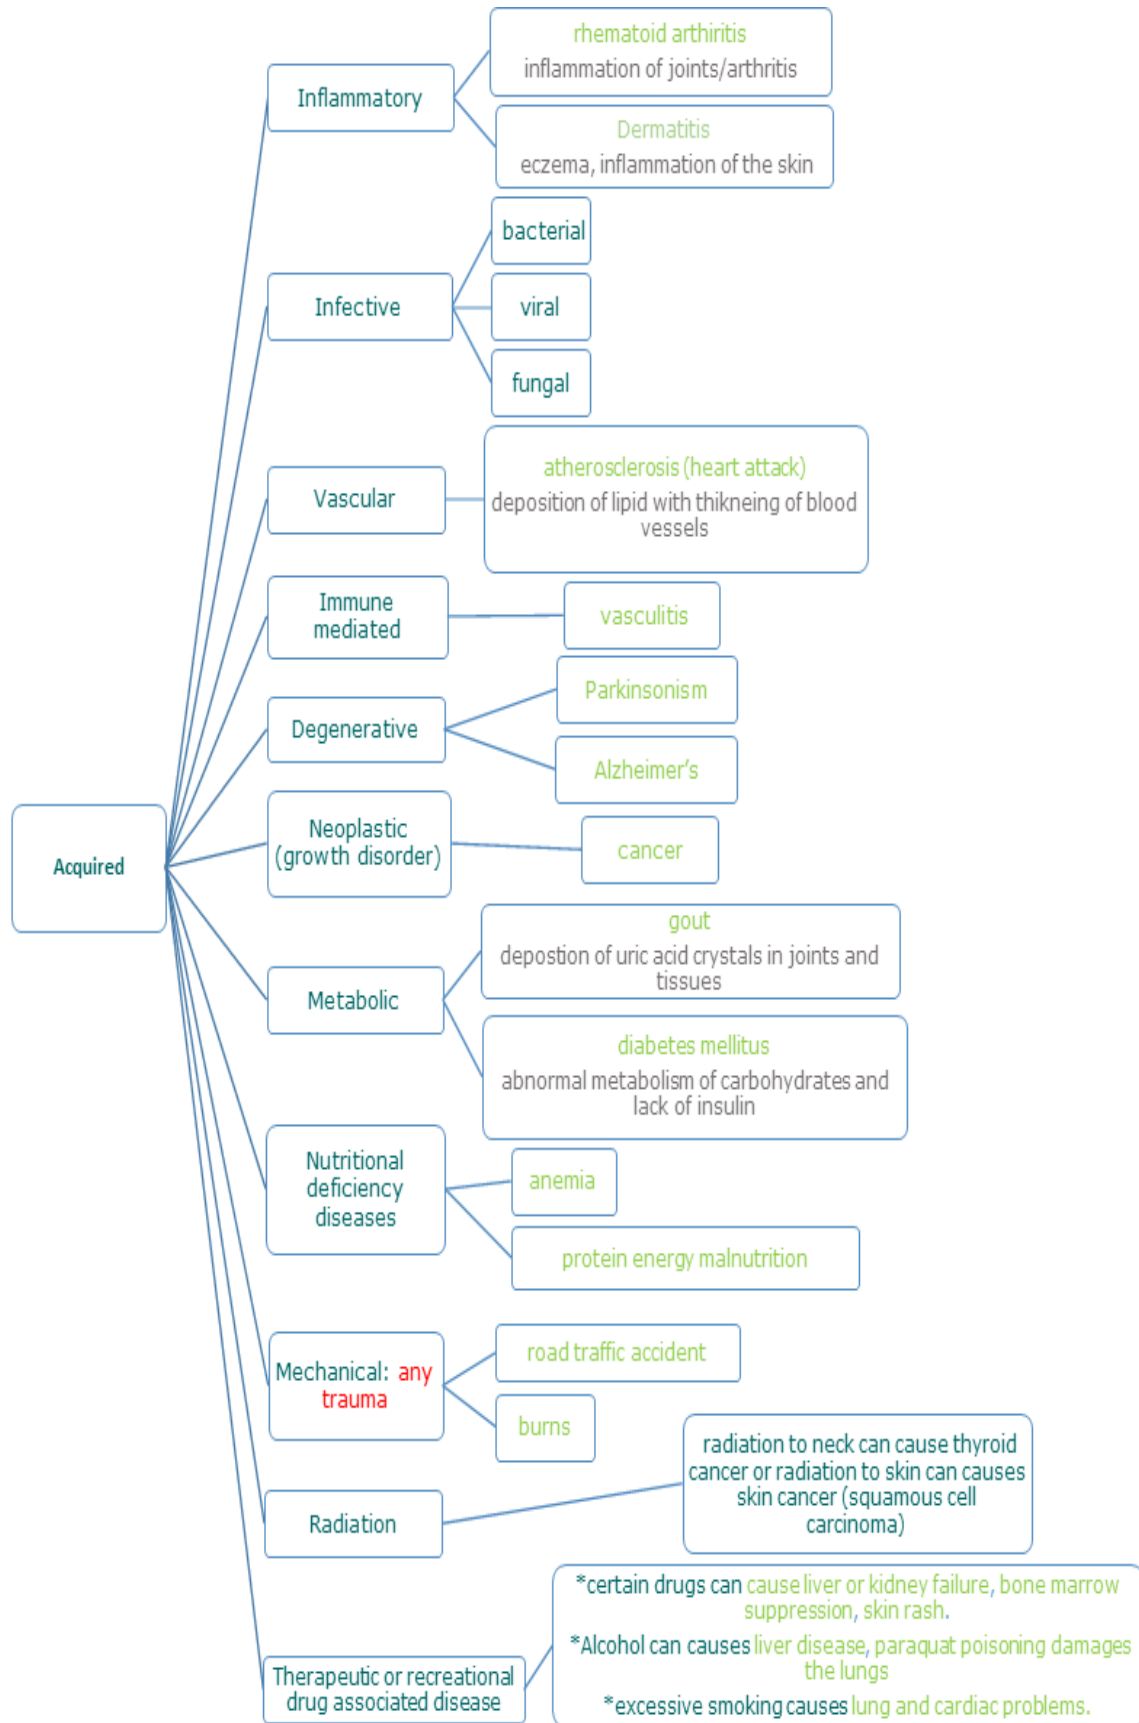 Acquired
Inflammatory
rhematoid arthiritis
inflammation of joints/arthritis
Dermatitis
eczema, inflammation of the skin
Infective
bacterial
viral
fungal
Vascular
atherosclerosis (heart attack)
deposition of lipid with thikneing of blood
vessels
Immune
mediated
vasculitis
Degenerative
Parkinsonism
Alzheimer's
Neoplastic
(growth disorder)
cancer
Metabolic
gout
depostion of uric acid crystals in joints and
tissues
diabetes mellitus
abnormal metabolism of carbohydrates and
lack of insulin
Nutritional
deficiency
diseases
anemia
protein energy malnutrition
Mechanical: any
trauma
road traffic accident
burns
Radiation
radiation to neck can cause thyroid
cancer or radiation to skin can causes
skin cancer (squamous cell
carcinoma)
Therapeutic or recreational
drug associated disease
*certain drugs can cause liver or kidney failure, bone marrow
suppression, skin rash.
*Alcohol can causes liver disease, paraquat poisoning damages
the lungs
*excessive smoking causes lung and cardiac problems.